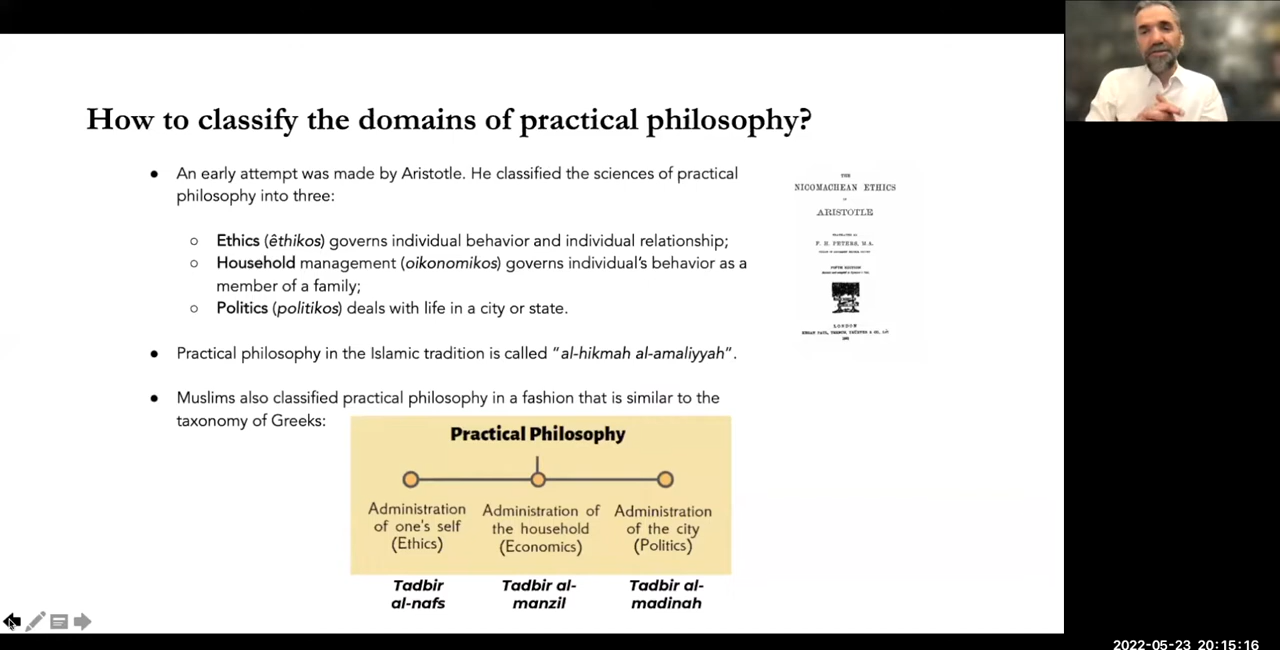 How to classify the domains of practical philosophy?
● An early attempt was made by Aristotle. He classified the sciences of practical
philosophy into three:
○ Ethics (êthikos) governs individual behavior and individual relationship;
○ Household management (oikonomikos) governs individual's behavior as a
member of a family;
○ Politics (politikos) deals with life in a city or state.
● Practical philosophy in the Islamic tradition is called "al-hikmah al-amaliyyah".
● Muslims also classified practical philosophy in a fashion that is similar to the
taxonomy of Greeks:
Practical Philosophy
Administration of one's self (Ethics)
Administration of the household (Economics)
Administration of the city (Politics)
Tadbir al-nafs
Tadbir al-manzil
Tadbir al-madinah
THE
NICOMACHEAN ETHICS
ARISTOTLE
F. H. PETERS, M.A.
LONDON
2022-05-23 20:15:16